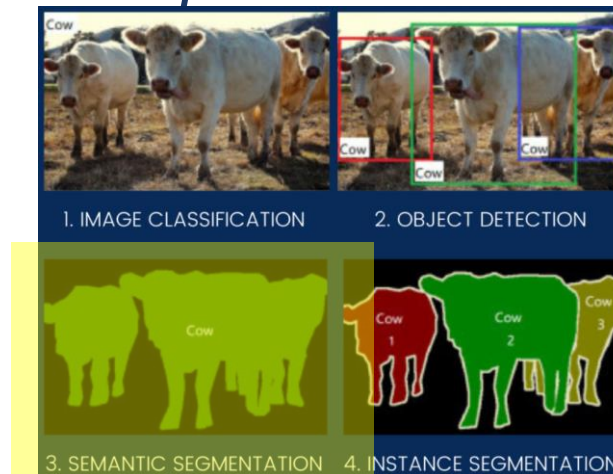 Cow
Cow
Cow
Cow
1. IMAGE CLASSIFICATION
2. OBJECT DETECTION
Cow
Cow
1
Cow
2
Cow
3
3. SEMANTIC SEGMENTATION
4. INSTANCE SEGMENTATION